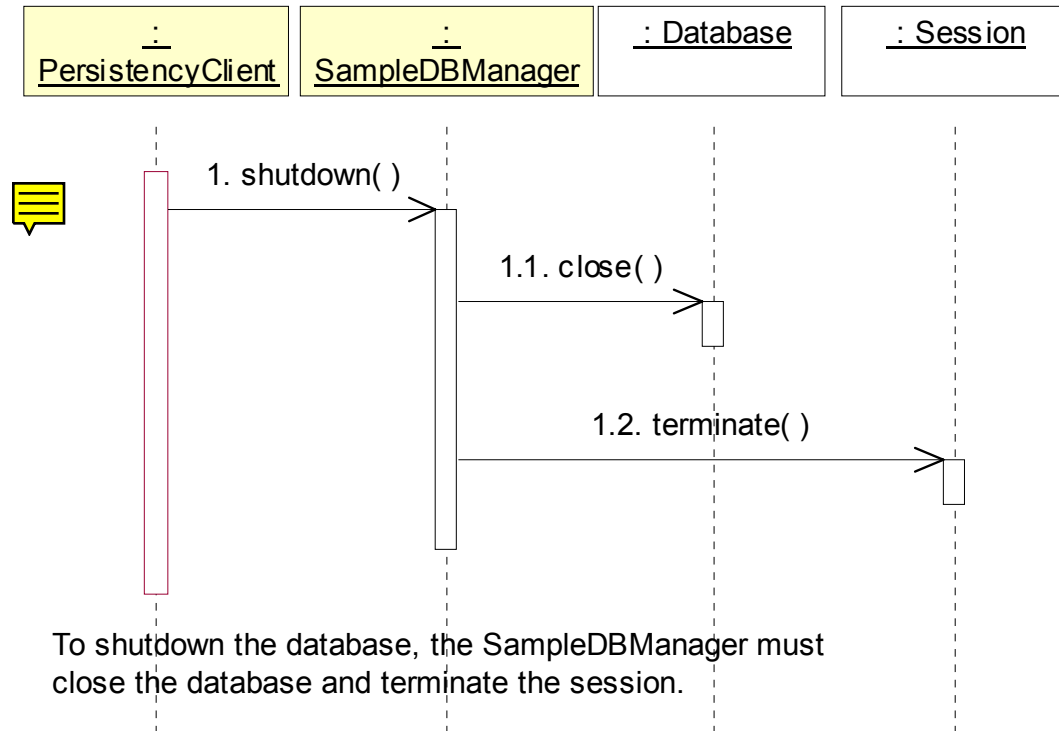 :
PersistencyClient
:
SampleDBManager
: Database
: Session
1. shutdown( )
1.1. close( )
1.2. terminate( )
To shutdown the database, the SampleDBManager must
close the database and terminate the session.